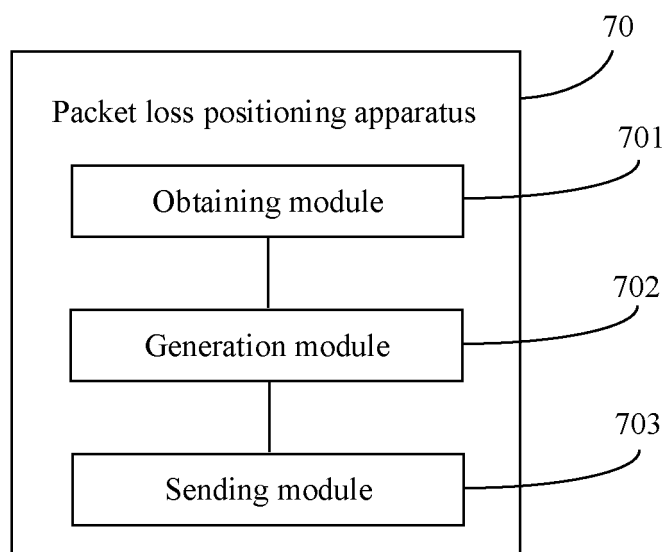 70
Packet loss positioning apparatus
701
Obtaining module
702
Generation module
703
Sending module